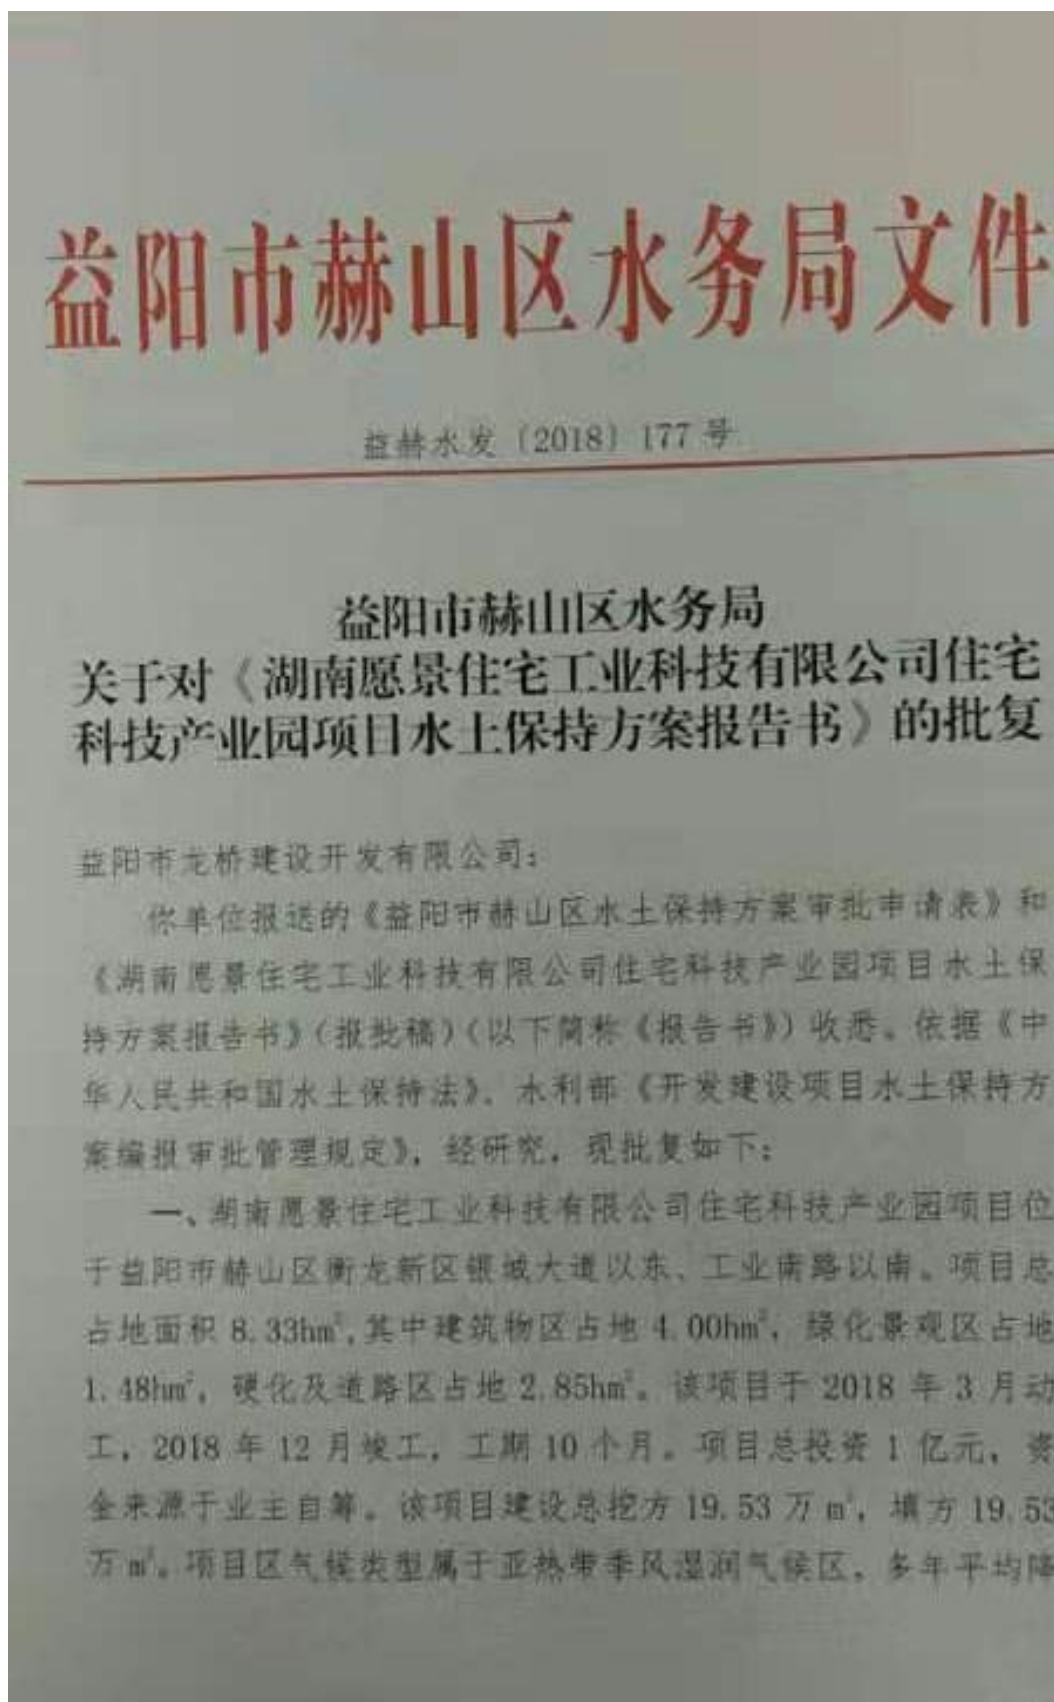 益阳市赫山区水务局文件
益赫水发〔2018〕177 号
益阳市赫山区水务局
关于对《湖南愿景住宅工业科技有限公司住宅
科技产业园项目水土保持方案报告书》的批复
益阳市龙桥建设开发有限公司：
你单位报送的《益阳市赫山区水土保持方案审批申请表》和
《湖南愿景住宅工业科技有限公司住宅科技产业园项目水土保
持方案报告书》（报批稿）（以下简称《报告书》）收悉。依据《中
华人民共和国水土保持法》、水利部《开发建设项目水土保持方
案编报审批管理规定》，经研究，现批复如下：
一、湖南愿景住宅工业科技有限公司住宅科技产业园项目位
于益阳市赫山区衡龙新区银城大道以东、工业南路以南。项目总
占地面积 8.33hm²,其中建筑物区占地 4.00hm²，绿化景观区占地
1.48hm²，硬化及道路区占地 2.85hm²。该项目于 2018 年 3 月动
工，2018 年 12 月竣工，工期 10 个月。项目总投资 1 亿元，资
金来源于业主自筹。该项目建设总挖方 19.53 万 m³，填方 19.53
万 m³。项目区气候类型属于亚热带季风湿润气候区，多年平均降